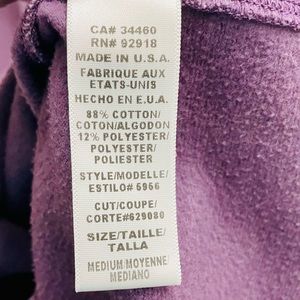 CA# 34460
RN# 92918
MADE IN U.S.A.
FABRIQUE AUX
ETATS-UNIS
HECHO EN E.U.A.
88% COTTON/
COTON/ALGODON
12% POLYESTER/
POLYESTER/
POLIESTER
STYLE/MODELLE/
ESTILO# 6966
CUT/COUPE/
CORTE#629080
SIZE/TAILLE/
TALLA
MEDIUM/MOYENNE/
MEDIANO